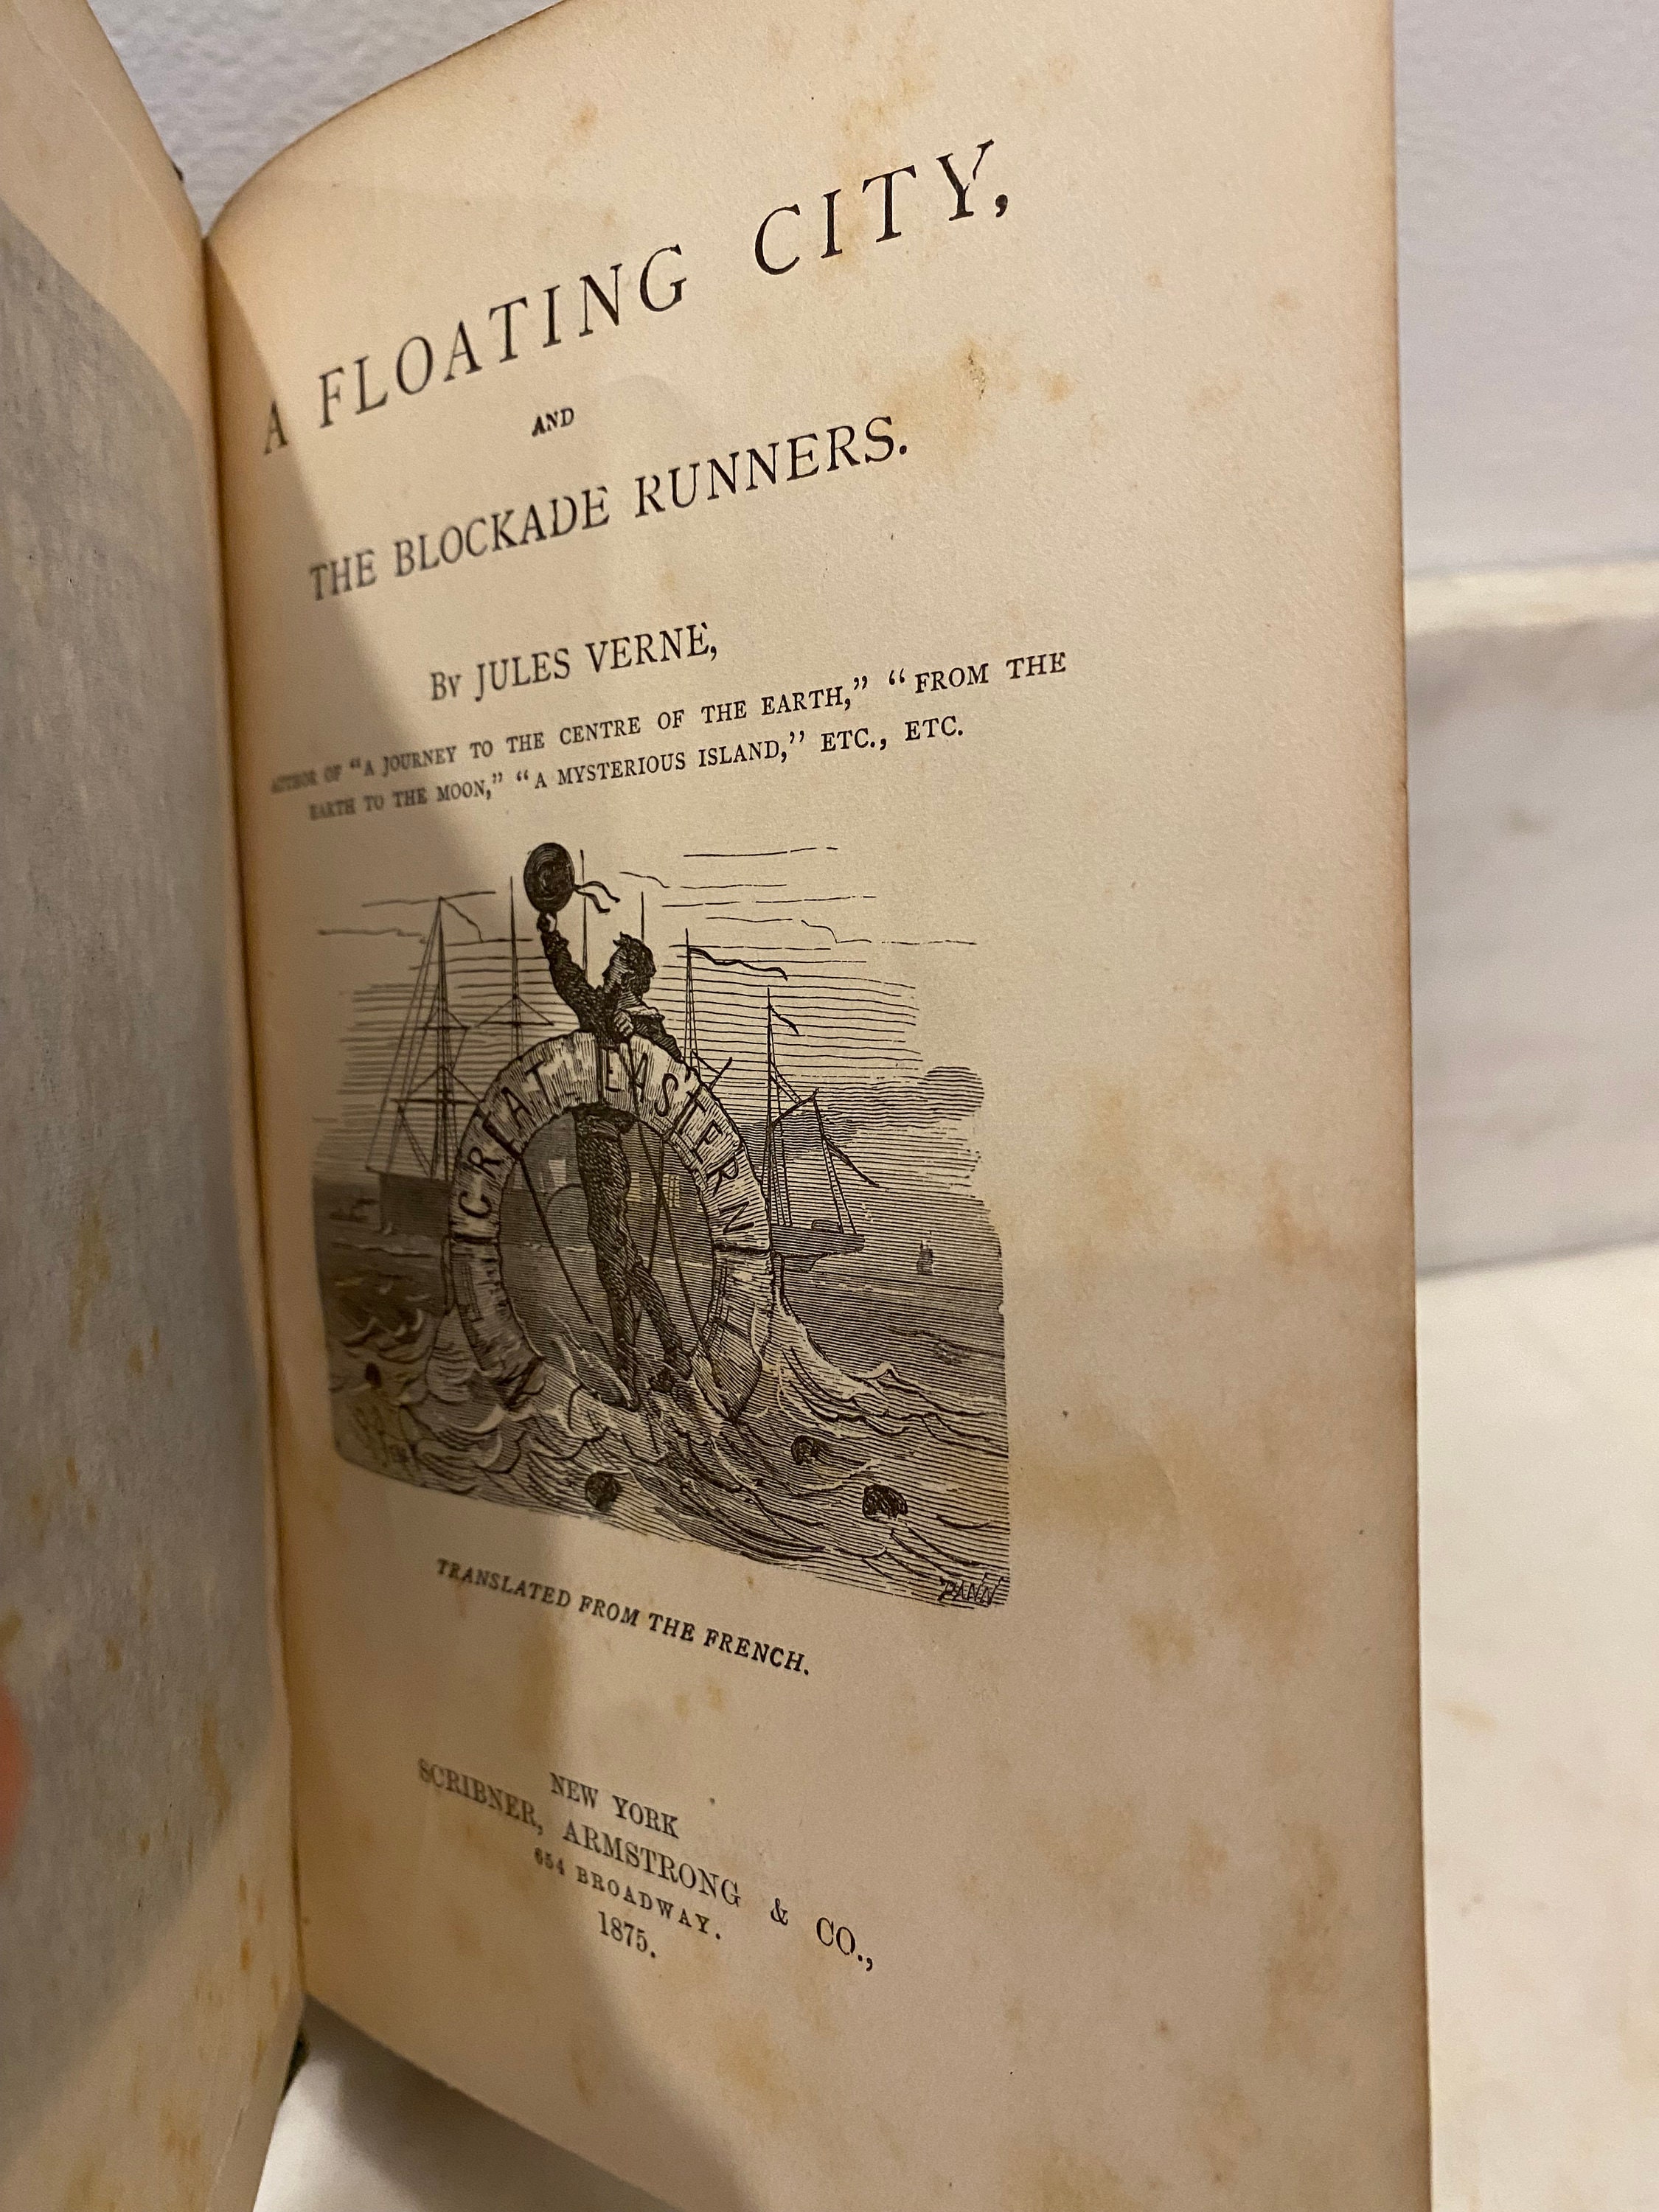 A FLOATING CITY,
AND
THE BLOCKADE RUNNERS.
By JULES VERNE,
AUTHOR OF "A JOURNEY TO THE CENTRE OF THE EARTH," "FROM THE
EARTH TO THE MOON," "A MYSTERIOUS ISLAND," ETC., ETC.
GREAT EASTERN
PANN
TRANSLATED FROM THE FRENCH.
NEW YORK
SCRIBNER, ARMSTRONG & CO.,
654 BROADWAY.
1875.